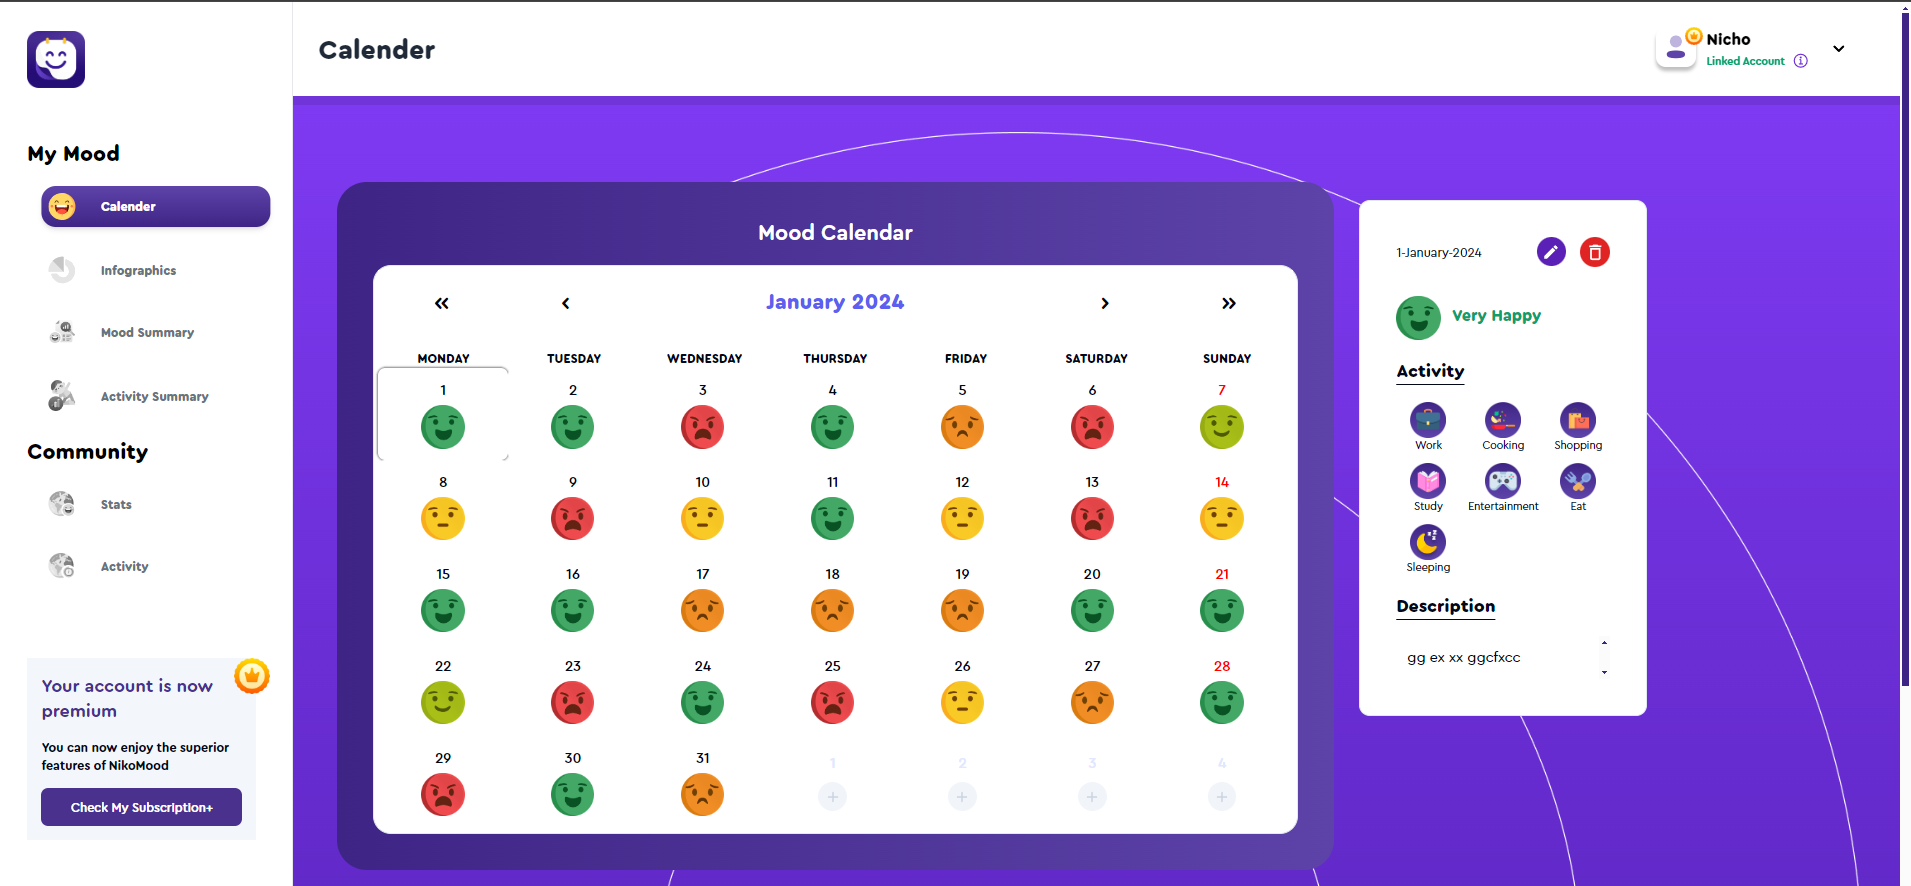 Calender
Nicho
Linked Account
My Mood
Calender
Infographics
Mood Summary
Activity Summary
Community
Stats
Activity
Your account is now
premium
You can now enjoy the superior
features of NikoMood
Check My Subscription+
Mood Calendar
« ‹ January 2024 › »
MONDAY TUESDAY WEDNESDAY THURSDAY FRIDAY SATURDAY SUNDAY
1 2 3 4 5 6 7
8 9 10 11 12 13 14
15 16 17 18 19 20 21
22 23 24 25 26 27 28
29 30 31 1 2 3 4
+ + + +
1-January-2024
Very Happy
Activity
Work Cooking Shopping
Study Entertainment Eat
Sleeping
Description
gg ex xx ggcfxcc